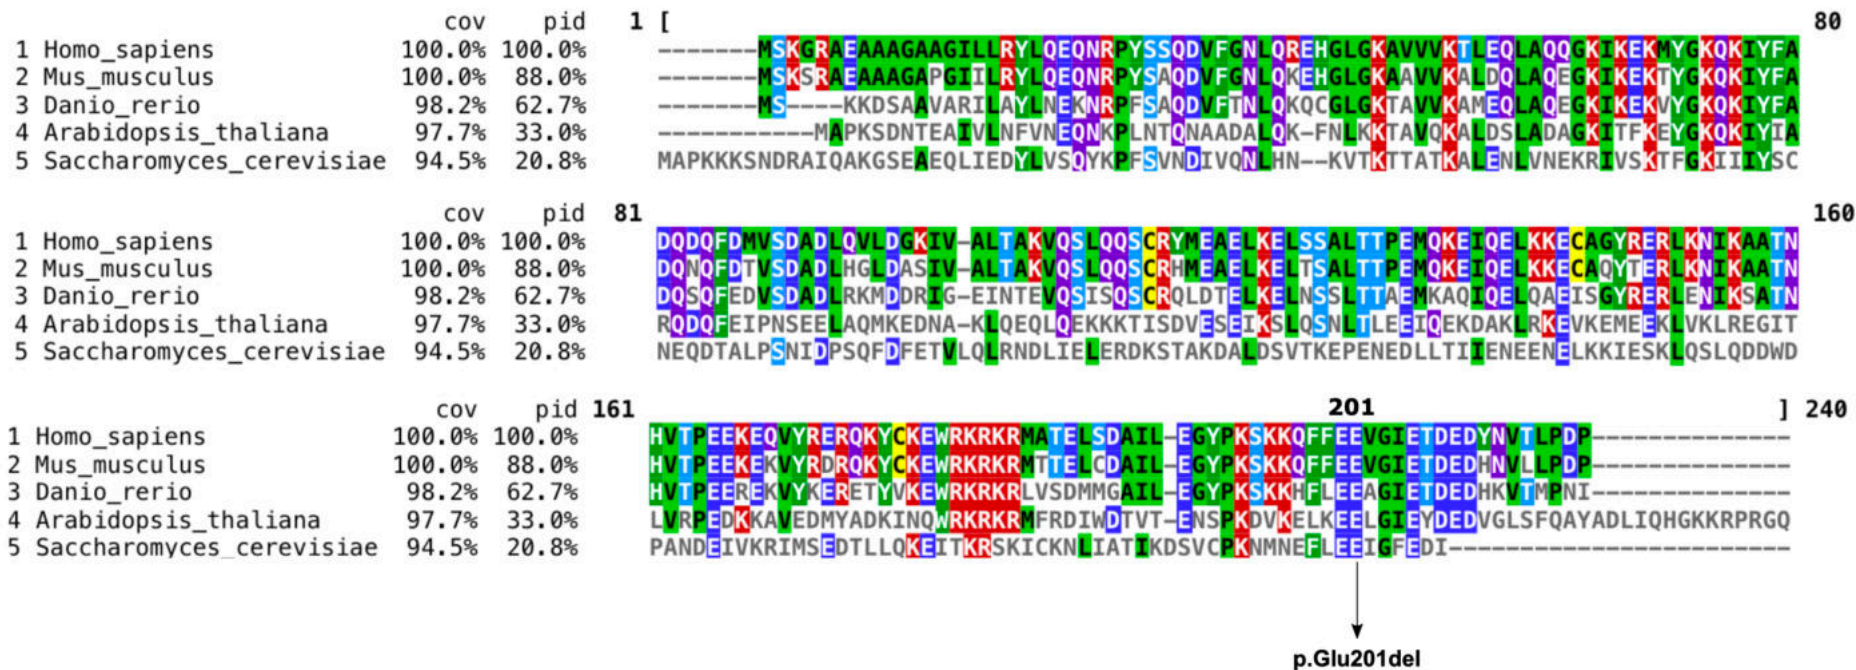 cov pid 1 [ 80
1 Homo_sapiens 100.0% 100.0% -------MSKGRAEAAAGAAGILLRYLQEQNRPYSSQDVFGNLQREHGLGKAVVVKTLEQLAQQGKIKEKMYGKQKIYFA
2 Mus_musculus 100.0% 88.0% -------MSKSRAEAAAGAPGIILRYLQEQNRPYSAQDVFGNLQKEHGLGKAAVVKALDQLAQEGKIKEKTYGKQKIYFA
3 Danio_rerio 98.2% 62.7% -------MS----KKDSAAVARILAYLNEKNRPFSAQDVFTNLQKQCGLGKTAVVKAMEQLAQEGKIKEKVYGKQKIYFA
4 Arabidopsis_thaliana 97.7% 33.0% -----------MAPKSDNTEAIVLNFVNEQNKPLNTQNAADALQK-FNLKKTAVQKALDSLADAGKITFKEYGKQKIYIA
5 Saccharomyces_cerevisiae 94.5% 20.8% MAPKKKSNDRAIQAKGSEAEQLIEDYLVSQYKPFSVNDIVQNLHN--KVTKTTATKALENLVNEKRIVSKTFGKIIIYSC
cov pid 81 160
1 Homo_sapiens 100.0% 100.0% DQDQFDMVSDADLQVLDGKIV-ALTAKVQSLQQSCRYMEAELKELSSALTTPEMQKEIQELKKECAGYRERLKNIKAATN
2 Mus_musculus 100.0% 88.0% DQNQFDTVSDADLHGLDASIV-ALTAKVQSLQQSCRHMEAELKELTSALTTPEMQKEIQELKKECAQYTERLKNIKAATN
3 Danio_rerio 98.2% 62.7% DQSQFEDVSDADLRKMDDRIG-EINTEVQSISQSCRQLDTELKELNSSLTTAEMKAQIQELQAEISGYRERLENIKSATN
4 Arabidopsis_thaliana 97.7% 33.0% RQDQFEIPNSEELAQMKEDNA-KLQEQLQEKKKTISDVESEIKSLQSNLTLEEIQEKDAKLRKEVKEMEEKLVKLREGIT
5 Saccharomyces_cerevisiae 94.5% 20.8% NEQDTALPSNIDPSQFDFETVLQLRNDLIELERDKSTAKDALDSVTKEPENEDLLTIIENEENELKKIESKLQSLQDDWD
cov pid 161 201 ] 240
1 Homo_sapiens 100.0% 100.0% HVTPEEKEQVYRERQKYCKEWRKRKRMATELSDAIL-EGYPKSKKQFFEEVGIETDEDYNVTLPDP--------------
2 Mus_musculus 100.0% 88.0% HVTPEEKEKVYRDRQKYCKEWRKRKRMTTELCDAIL-EGYPKSKKQFFEEVGIETDEDHNVLLPDP--------------
3 Danio_rerio 98.2% 62.7% HVTPEEREKVYKERETYVKEWRKRKRLVSDMMGAIL-EGYPKSKKHFLEEAGIETDEDHKVTMPNI--------------
4 Arabidopsis_thaliana 97.7% 33.0% LVRPEDKKAVEDMYADKINQWRKRKRMFRDIWDTVT-ENSPKDVKELKEELGIEYDEDVGLSFQAYADLIQHGKKRPRGQ
5 Saccharomyces_cerevisiae 94.5% 20.8% PANDEIVKRIMSEDTLLQKEITKRSKICKNLIATIKDSVCPKNMNEFLEEIGFEDI------------------------
p.Glu201del